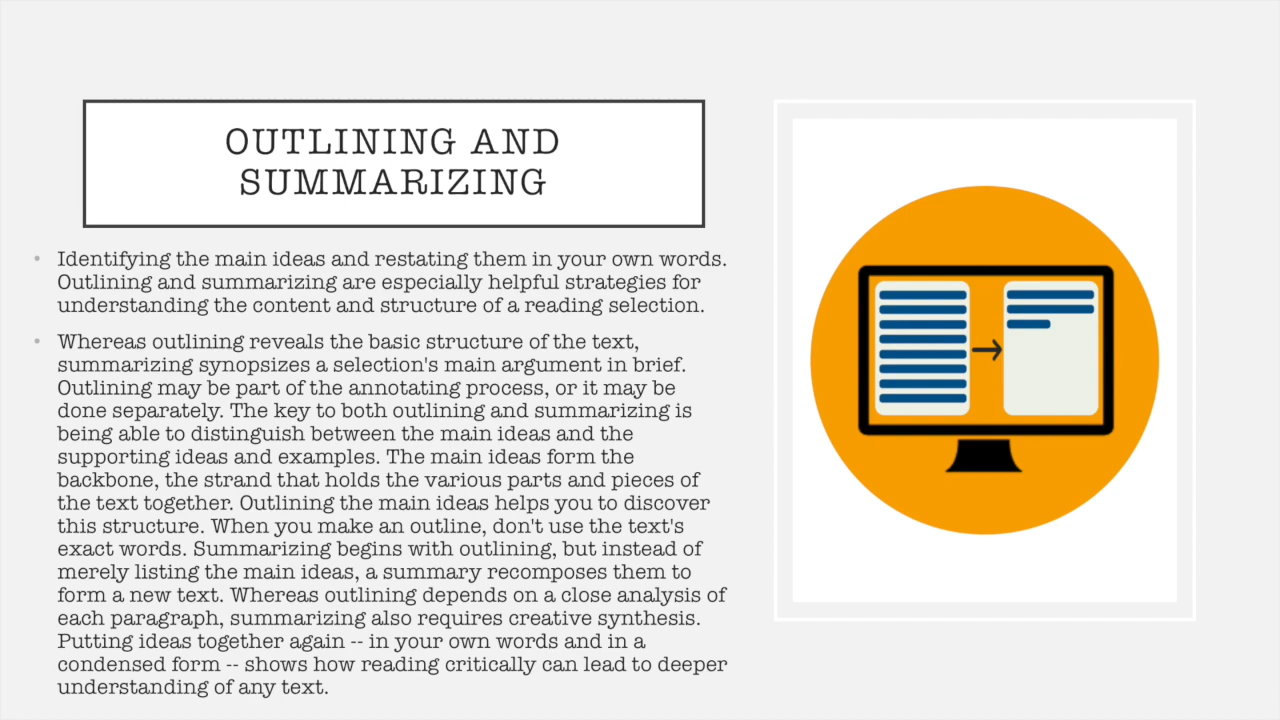 OUTLINING AND
SUMMARIZING
• Identifying the main ideas and restating them in your own words.
Outlining and summarizing are especially helpful strategies for
understanding the content and structure of a reading selection.
• Whereas outlining reveals the basic structure of the text,
summarizing synopsizes a selection's main argument in brief.
Outlining may be part of the annotating process, or it may be
done separately. The key to both outlining and summarizing is
being able to distinguish between the main ideas and the
supporting ideas and examples. The main ideas form the
backbone, the strand that holds the various parts and pieces of
the text together. Outlining the main ideas helps you to discover
this structure. When you make an outline, don't use the text's
exact words. Summarizing begins with outlining, but instead of
merely listing the main ideas, a summary recomposes them to
form a new text. Whereas outlining depends on a close analysis of
each paragraph, summarizing also requires creative synthesis.
Putting ideas together again -- in your own words and in a
condensed form -- shows how reading critically can lead to deeper
understanding of any text.